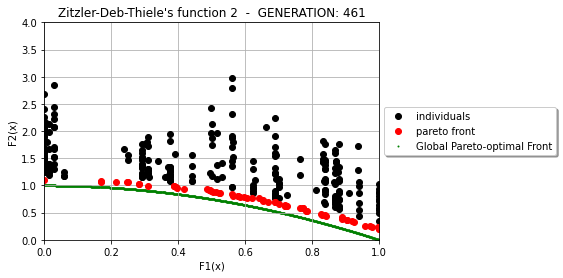 Zitzler-Deb-Thiele's function 2 - GENERATION: 461
4.0
3.5
3.0
2.5
2.0
1.5
1.0
0.5
0.0
F2(x)
0.0 0.2 0.4 0.6 0.8 1.0
F1(x)
individuals
pareto front
Global Pareto-optimal Front